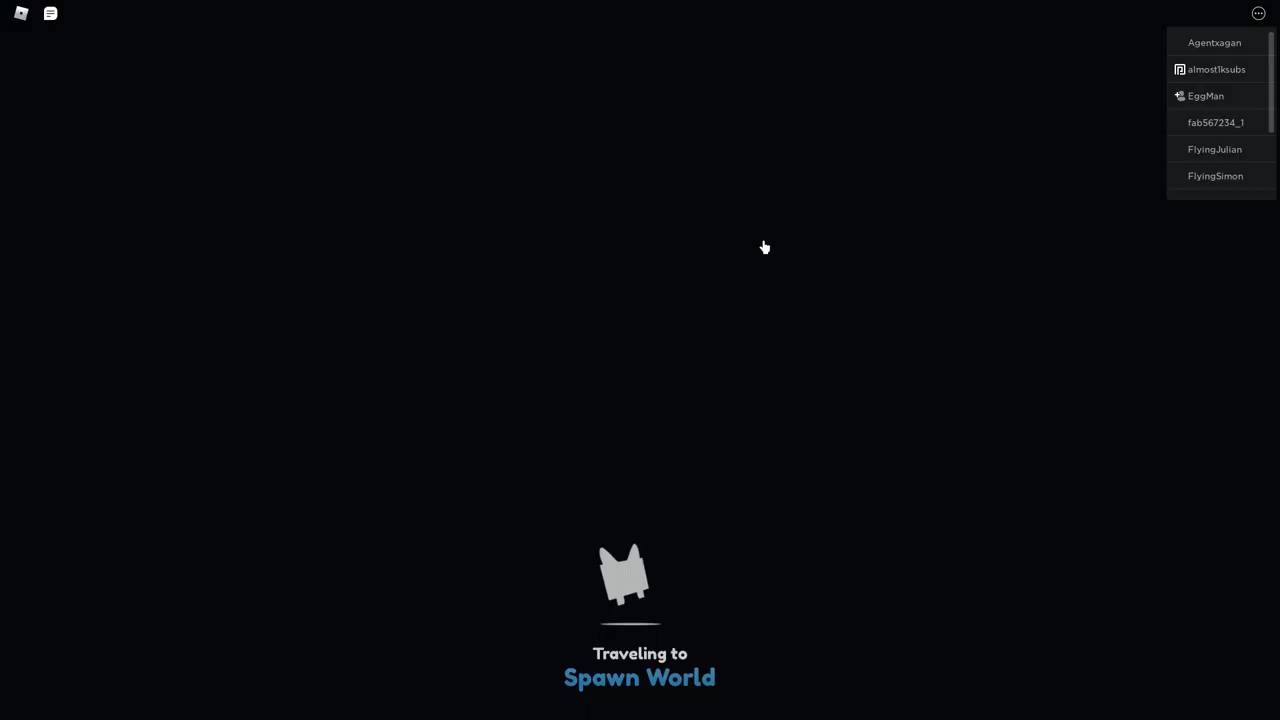 Agentxagan
almost1ksubs
EggMan
fab567234_1
FlyingJulian
FlyingSimon
Traveling to
Spawn World